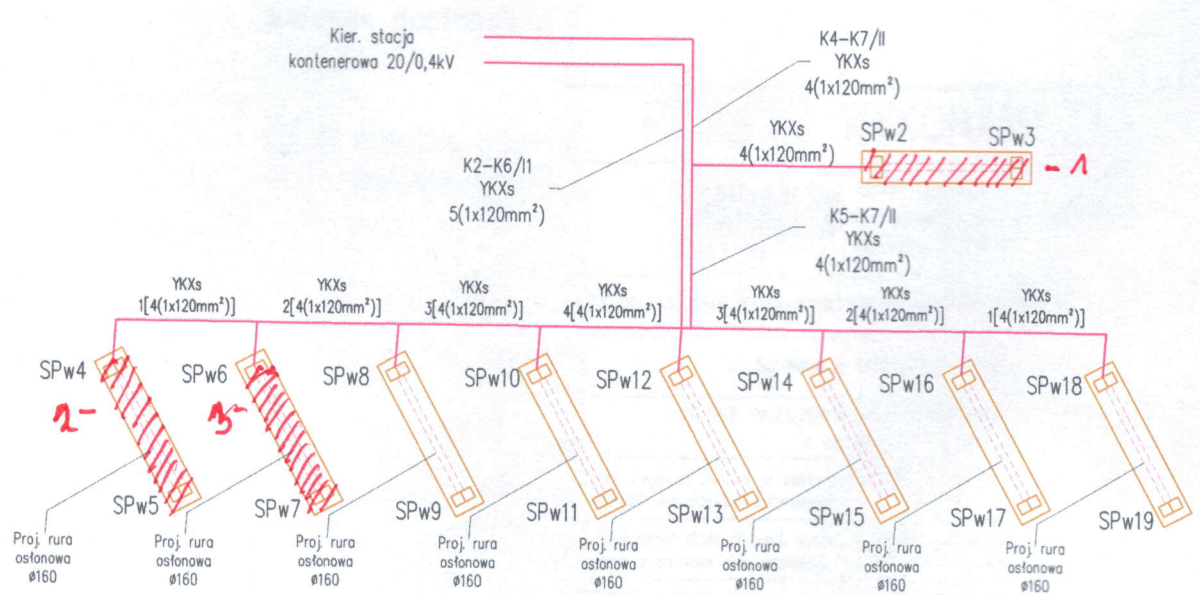 Kier. stacja
kontenerowa 20/0,4kV
K4-K7/II
YKXs
4(1x120mm²)
YKXs
4(1x120mm²)
SPw2
SPw3
- 1
K2-K6/I1
YKXs
5(1x120mm²)
K5-K7/II
YKXs
4(1x120mm²)
YKXs
1[4(1x120mm²)]
YKXs
2[4(1x120mm²)]
YKXs
3[4(1x120mm²)]
YKXs
4[4(1x120mm²)]
YKXs
3[4(1x120mm²)]
YKXs
2[4(1x120mm²)]
YKXs
1[4(1x120mm²)]
SPw4
SPw6
SPw8
SPw10
SPw12
SPw14
SPw16
SPw18
2-
3-
SPw5
SPw7
SPw9
SPw11
SPw13
SPw15
SPw17
SPw19
Proj. rura
osłonowa
ø160
Proj. rura
osłonowa
ø160
Proj. rura
osłonowa
ø160
Proj. rura
osłonowa
ø160
Proj. rura
osłonowa
ø160
Proj. rura
osłonowa
ø160
Proj. rura
osłonowa
ø160
Proj. rura
osłonowa
ø160